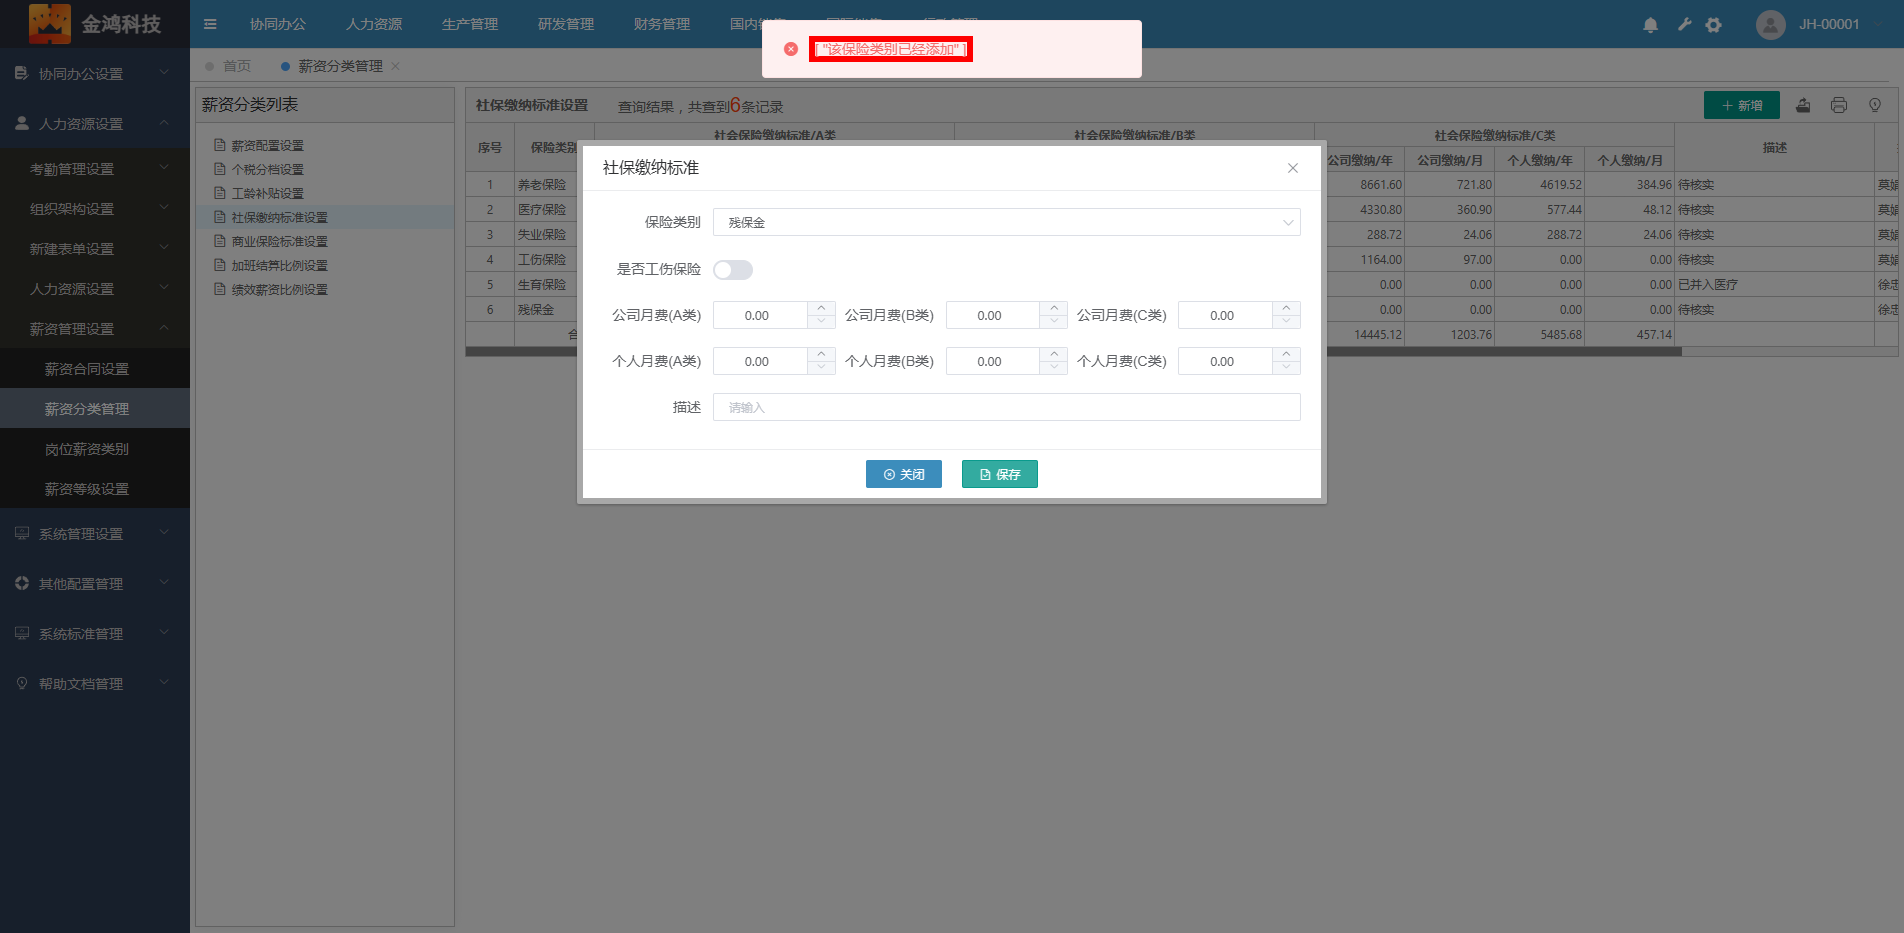 金鸿科技
协同办公 人力资源 生产管理 研发管理 财务管理
JH-00001
[ "该保险类别已经添加" ]
首页 薪资分类管理
协同办公设置
人力资源设置
考勤管理设置
组织架构设置
新建表单设置
人力资源设置
薪资管理设置
薪资合同设置
薪资分类管理
岗位薪资类别
薪资等级设置
系统管理设置
其他配置管理
系统标准管理
帮助文档管理
薪资分类列表
薪资配置设置
个税分档设置
工龄补贴设置
社保缴纳标准设置
商业保险标准设置
加班结算比例设置
绩效薪资比例设置
社保缴纳标准设置 查询结果，共查到6条记录 新增
序号 保险类别 社会保险缴纳标准/A类 社会保险缴纳标准/B类 社会保险缴纳标准/C类 描述
公司缴纳/年 公司缴纳/月 个人缴纳/年 个人缴纳/月
1 养老保险 8661.60 721.80 4619.52 384.96 待核实
2 医疗保险 4330.80 360.90 577.44 48.12 待核实
3 失业保险 288.72 24.06 288.72 24.06 待核实
4 工伤保险 1164.00 97.00 0.00 0.00 待核实
5 生育保险 0.00 0.00 0.00 0.00 已并入医疗
6 残保金 0.00 0.00 0.00 0.00 待核实
14445.12 1203.76 5485.68 457.14
社保缴纳标准
保险类别 残保金
是否工伤保险
公司月费(A类) 0.00 公司月费(B类) 0.00 公司月费(C类) 0.00
个人月费(A类) 0.00 个人月费(B类) 0.00 个人月费(C类) 0.00
描述 请输入
关闭 保存